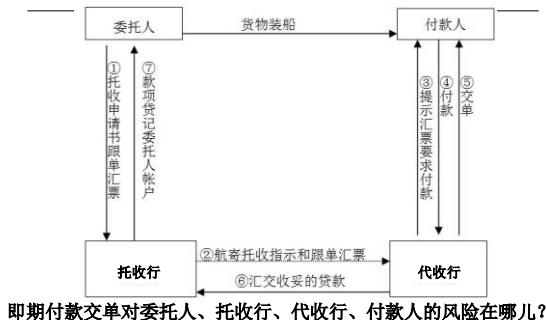 委托人
货物装船
付款人
①托收申请书跟单汇票
⑦款项贷记委托人帐户
③提示汇票要求付款
④付款
⑤交单
②航寄托收指示和跟单汇票
托收行
代收行
⑥汇交收妥的贷款
即期付款交单对委托人、托收行、代收行、付款人的风险在哪儿?